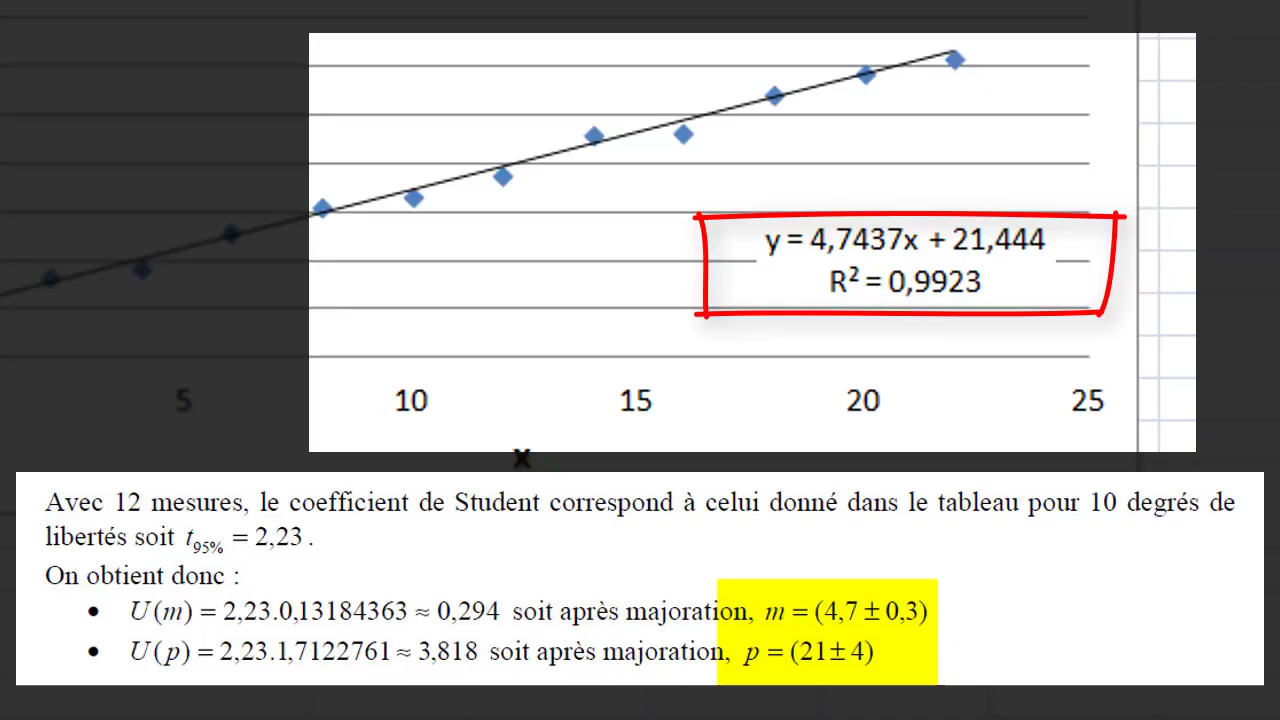 y = 4,7437x + 21,444
R² = 0,9923
5 10 15 20 25
x
Avec 12 mesures, le coefficient de Student correspond à celui donné dans le tableau pour 10 degrés de
libertés soit t95% = 2,23 .
On obtient donc :
• U(m) = 2,23.0,13184363 ≈ 0,294 soit après majoration, m = (4,7 ± 0,3)
• U(p) = 2,23.1,7122761 ≈ 3,818 soit après majoration, p = (21 ± 4)